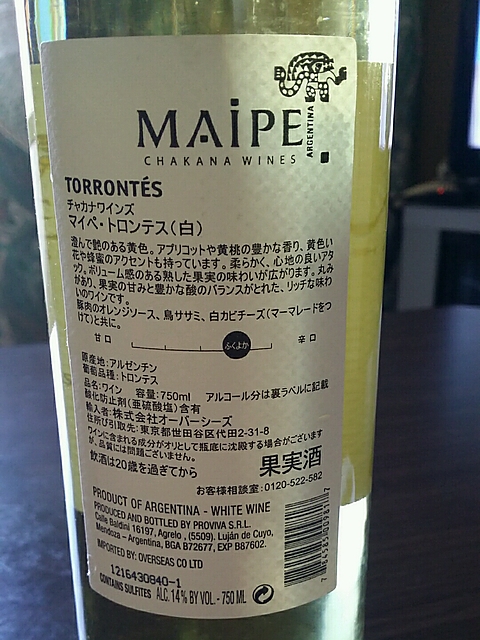 MAiPE
ARGENTINA
CHAKANA WINES
TORRONTÉS
チャカナワインズ
マイペ・トロンテス(白)
澄んで艶のある黄色。アプリコットや黄桃の豊かな香り、黄色い
花や蜂蜜のアクセントも持っています。柔らかく、心地の良いアタ
ック。ボリューム感のある熟した果実の味わいが広がります。丸み
があり、果実の甘みと豊かな酸のバランスがとれた、リッチな味わ
いのワインです。
豚肉のオレンジソース、鳥ササミ、白カビチーズ(マーマレードをつ
けて)と共に。
甘口 ふくよか 辛口
原産地:アルゼンチン
葡萄品種:トロンテス
品名:ワイン 容量:750ml アルコール分は裏ラベルに記載
酸化防止剤(亜硫酸塩)含有
輸入者:株式会社オーバーシーズ
住所/引取先:東京都世田谷区代田2-31-8
ワインに含まれる成分がオリとして瓶底に沈殿する場合がございます
が、品質には問題ございません。
飲酒は20歳を過ぎてから 果実酒
お客様相談室:0120-522-582
PRODUCT OF ARGENTINA - WHITE WINE
PRODUCED AND BOTTLED BY PROVIVA S.R.L.
Calle Baldini 16197, Agrelo, (5509). Luján de Cuyo,
Mendoza – Argentina, BGA B72677, EXP B87602.
IMPORTED BY: OVERSEAS CO LTD
1216430840-1
CONTAINS SULFITES ALC. 14% BY VOL. - 750 ML